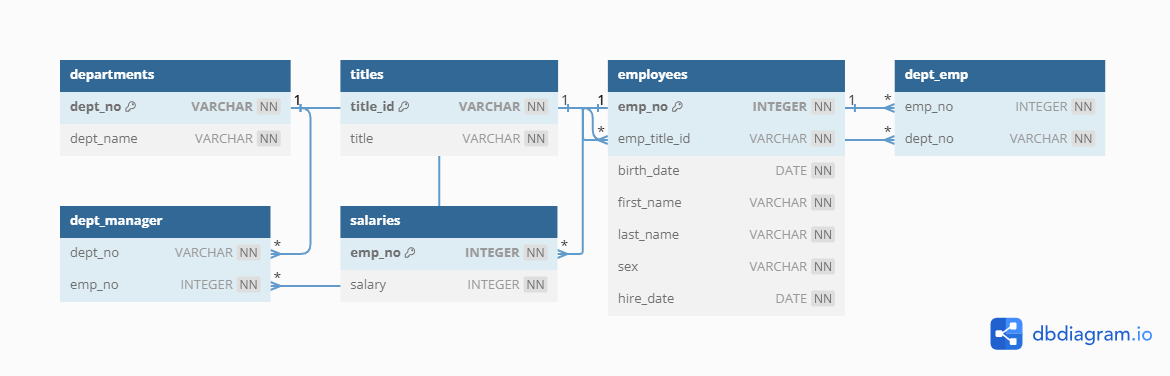 departments
dept_no VARCHAR NN
dept_name VARCHAR NN
titles
title_id VARCHAR NN
title VARCHAR NN
employees
emp_no INTEGER NN
emp_title_id VARCHAR NN
birth_date DATE NN
first_name VARCHAR NN
last_name VARCHAR NN
sex VARCHAR NN
hire_date DATE NN
dept_emp
emp_no INTEGER NN
dept_no VARCHAR NN
dept_manager
dept_no VARCHAR NN
emp_no INTEGER NN
salaries
emp_no INTEGER NN
salary INTEGER NN
1
1
1
1
*
*
*
*
*
*
dbdiagram.io